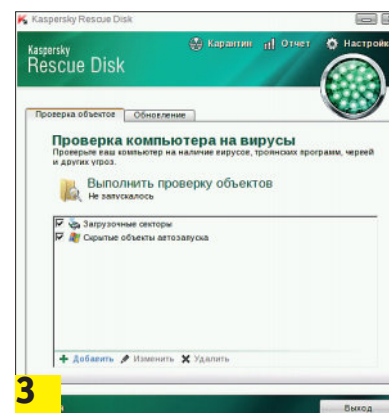 Kaspersky Rescue Disk
Kaspersky
Rescue Disk
Карантин Отчет Настройк
Проверка объектов Обновление
Проверка компьютера на вирусы
Проверьте ваш компьютер на наличие вирусов, троянских программ, червей
и других угроз.
Выполнить проверку объектов
Не запускалось
Загрузочные секторы
Скрытые объекты автозапуска
Добавить Изменить Удалить
3
Выход